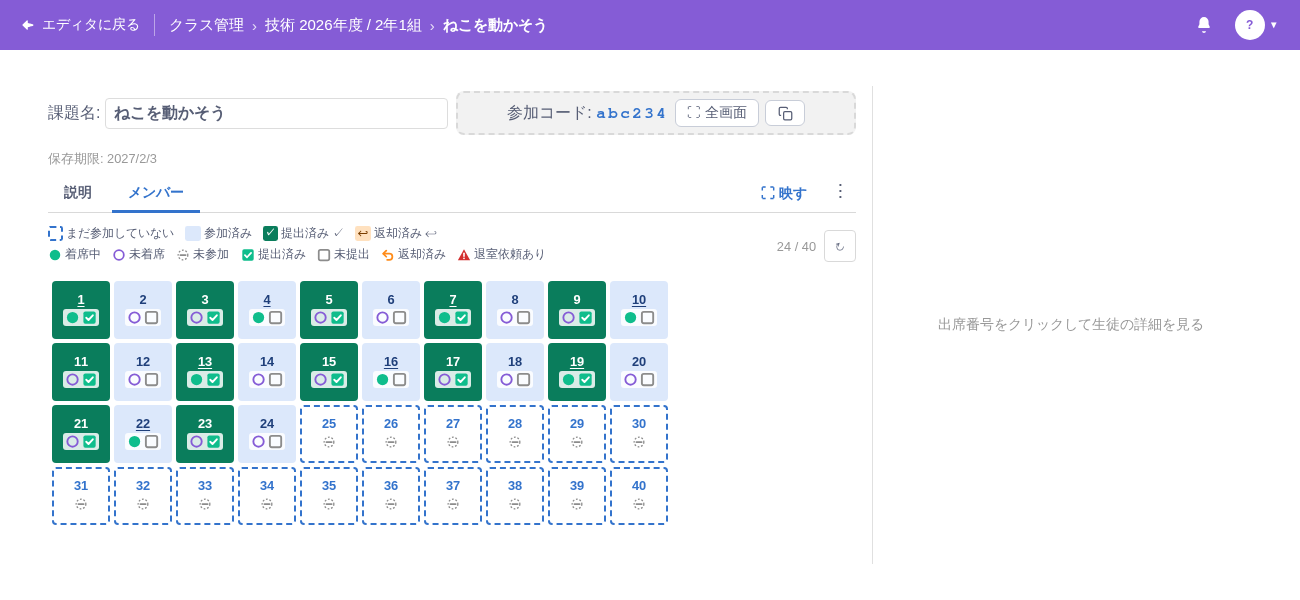 エディタに戻る
クラス管理 › 技術 2026年度 / 2年1組 › ねこを動かそう
?
課題名: ねこを動かそう
参加コード: abc234 全画面
保存期限: 2027/2/3
説明 メンバー 映す
まだ参加していない 参加済み 提出済み 返却済み
着席中 未着席 未参加 提出済み 未提出 返却済み 退室依頼あり
24 / 40
1 2 3 4 5 6 7 8 9 10
11 12 13 14 15 16 17 18 19 20
21 22 23 24 25 26 27 28 29 30
31 32 33 34 35 36 37 38 39 40
出席番号をクリックして生徒の詳細を見る